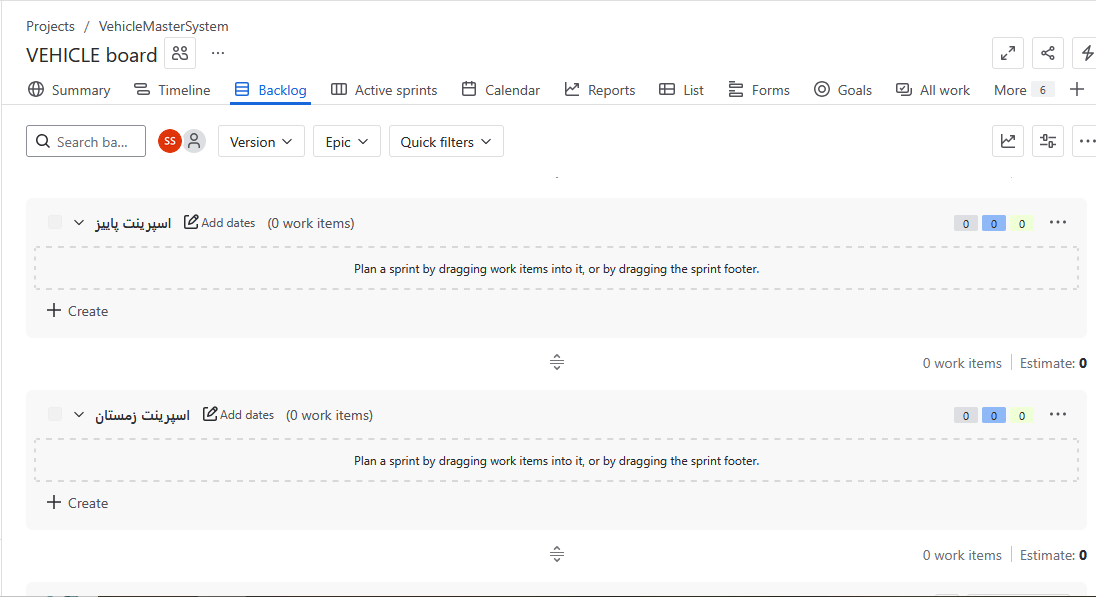 Projects / VehicleMasterSystem
VEHICLE board
Summary Timeline Backlog Active sprints Calendar Reports List Forms Goals All work More 6
Search ba... SS Version Epic Quick filters
اسپرینت پاییز Add dates (0 work items) 0 0 0
Plan a sprint by dragging work items into it, or by dragging the sprint footer.
Create
0 work items Estimate: 0
اسپرینت زمستان Add dates (0 work items) 0 0 0
Plan a sprint by dragging work items into it, or by dragging the sprint footer.
Create
0 work items Estimate: 0